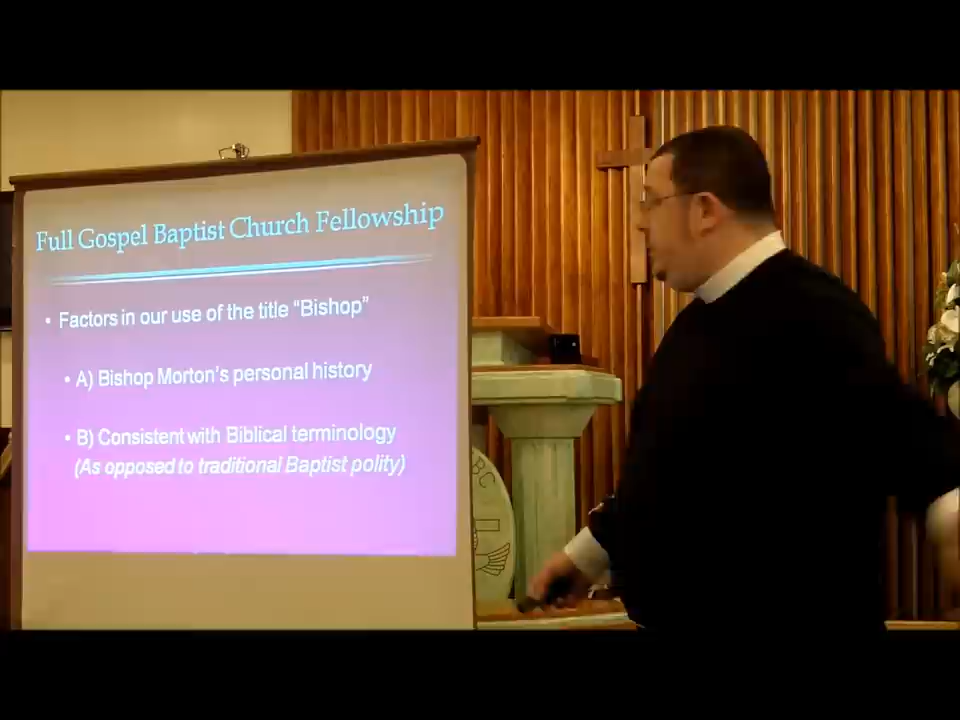 Full Gospel Baptist Church Fellowship
• Factors in our use of the title “Bishop”
• A) Bishop Morton's personal history
• B) Consistent with Biblical terminology
(As opposed to traditional Baptist polity)
BC